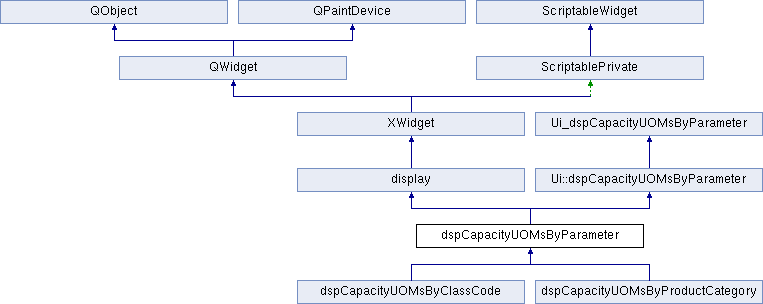 QObject
QPaintDevice
ScriptableWidget
QWidget
ScriptablePrivate
XWidget
Ui_dspCapacityUOMsByParameter
display
Ui::dspCapacityUOMsByParameter
dspCapacityUOMsByParameter
dspCapacityUOMsByClassCode
dspCapacityUOMsByProductCategory